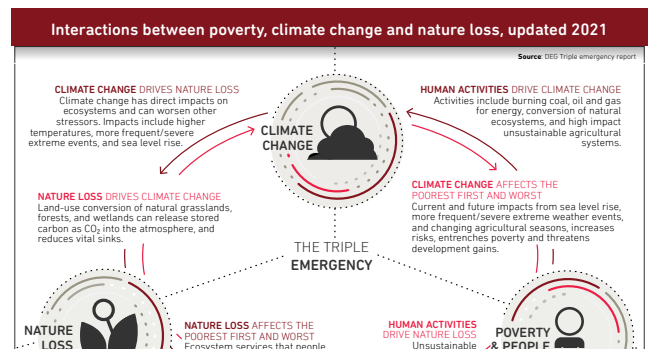 Interactions between poverty, climate change and nature loss, updated 2021
Source: DEG Triple emergency report
CLIMATE CHANGE DRIVES NATURE LOSS
Climate change has direct impacts on
ecosystems and can worsen other
stressors. Impacts include higher
temperatures, more frequent/severe
extreme events, and sea level rise.
HUMAN ACTIVITIES DRIVE CLIMATE CHANGE
Activities include burning coal, oil and gas
for energy, conversion of natural
ecosystems, and high impact
unsustainable agricultural
systems.
CLIMATE
CHANGE
NATURE LOSS DRIVES CLIMATE CHANGE
Land-use conversion of natural grasslands,
forests, and wetlands can release stored
carbon as CO₂ into the atmosphere, and
reduces vital sinks.
CLIMATE CHANGE AFFECTS THE
POOREST FIRST AND WORST
Current and future impacts from sea level rise,
more frequent/severe extreme weather events,
and changing agricultural seasons, increases
risks, entrenches poverty and threatens
development gains.
THE TRIPLE
EMERGENCY
NATURE
LOSS
NATURE LOSS AFFECTS THE
POOREST FIRST AND WORST
Ecosystem services that people
HUMAN ACTIVITIES
DRIVE NATURE LOSS
Unsustainable
POVERTY
& PEOPLE